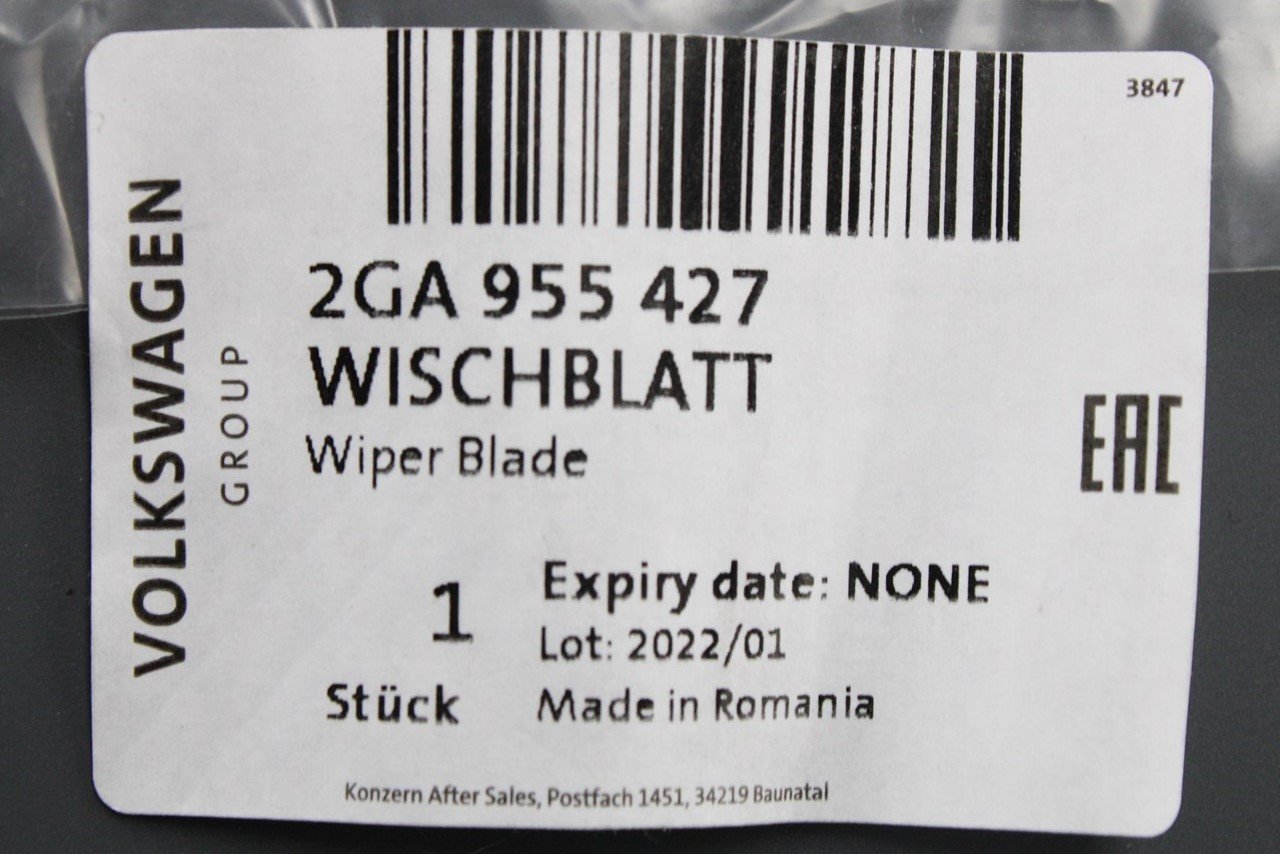 3847
VOLKSWAGEN
GROUP
2GA 955 427
WISCHBLATT
Wiper Blade
EAC
1
Stück
Expiry date: NONE
Lot: 2022/01
Made in Romania
Konzern After Sales, Postfach 1451, 34219 Baunatal